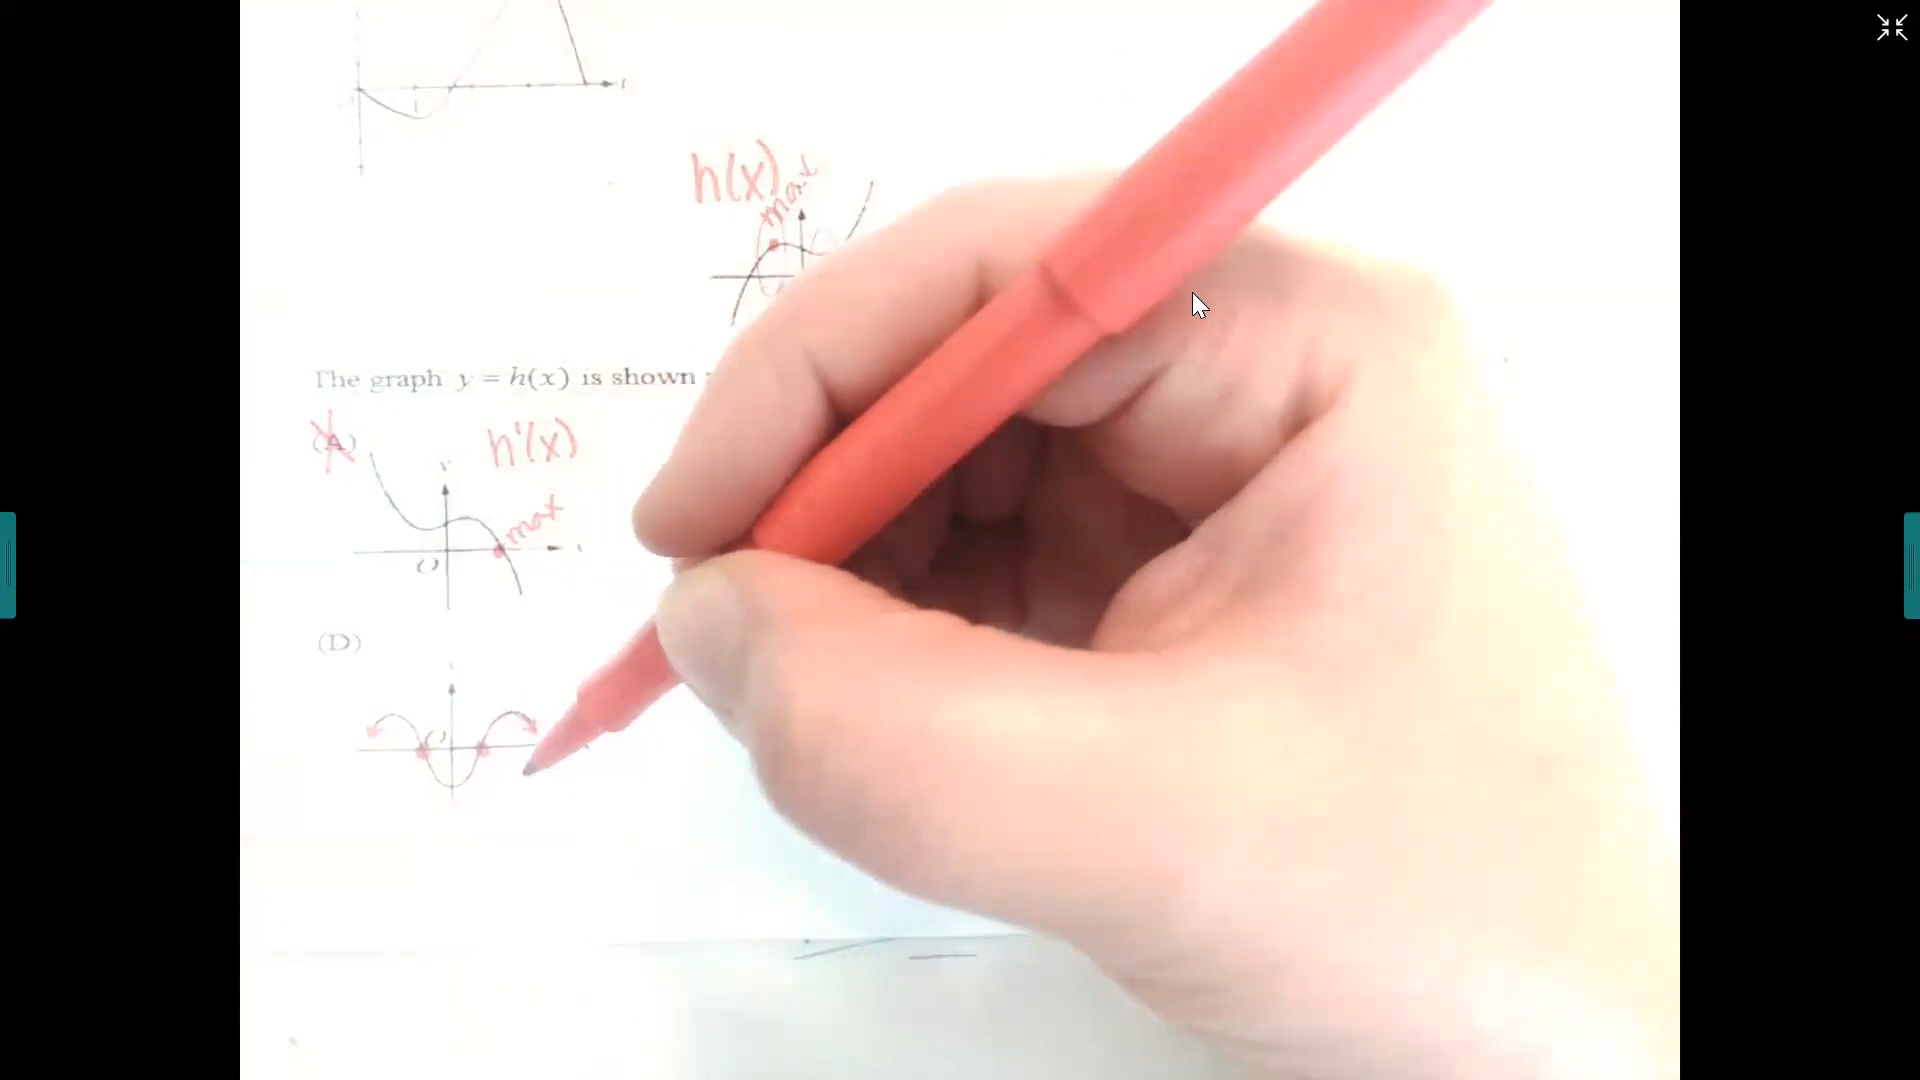 h(x)
max
The graph y = h(x) is shown
(A)
h'(x)
max
O
(D)
O